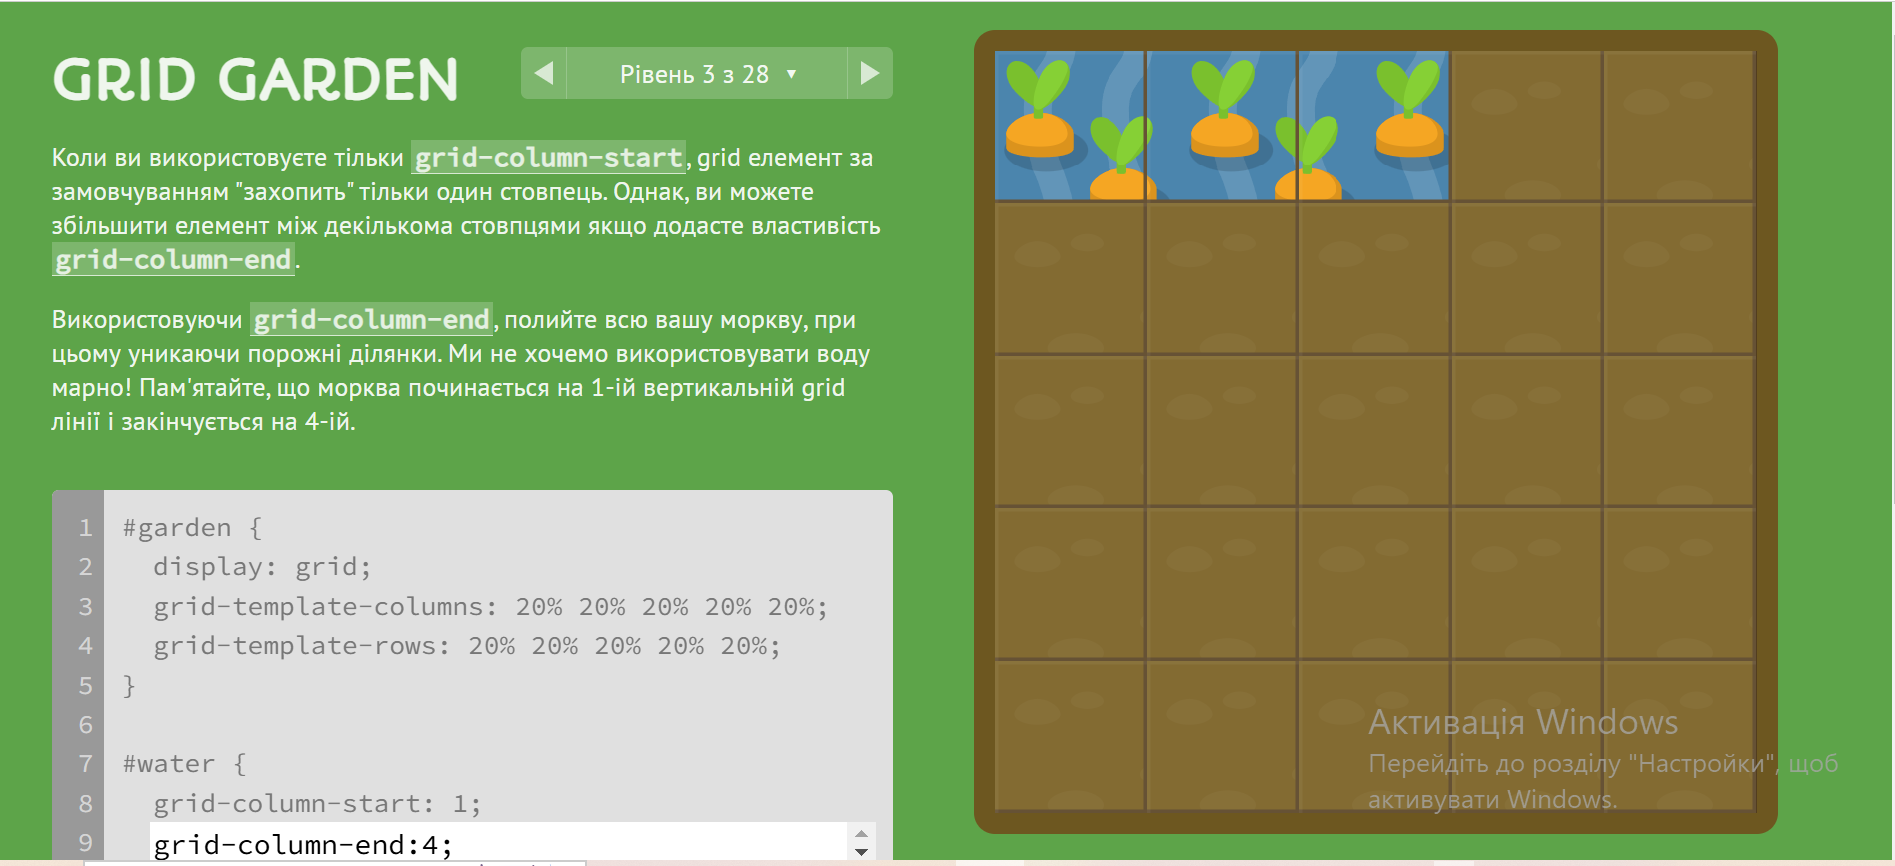 GRID GARDEN
Рівень 3 з 28 ▼
Коли ви використовуєте тільки grid-column-start, grid елемент за
замовчуванням "захопить" тільки один стовпець. Однак, ви можете
збільшити елемент між декількома стовпцями якщо додасте властивість
grid-column-end.
Використовуючи grid-column-end, полийте всю вашу моркву, при
цьому уникаючи порожні ділянки. Ми не хочемо використовувати воду
марно! Пам'ятайте, що морква починається на 1-ій вертикальній grid
лінії і закінчується на 4-ій.
1 #garden {
2 display: grid;
3 grid-template-columns: 20% 20% 20% 20% 20%;
4 grid-template-rows: 20% 20% 20% 20% 20%;
5 }
6
7 #water {
8 grid-column-start: 1;
9 grid-column-end:4;
Активація Windows
Перейдіть до розділу "Настройки", щоб
активувати Windows.